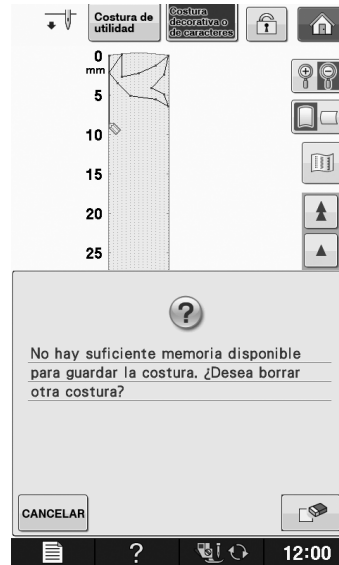 Costura de
utilidad
Costura
decorativa o
de caracteres
0
mm
5
10
15
20
25
?
No hay suficiente memoria disponible
para guardar la costura. ¿Desea borrar
otra costura?
CANCELAR
?
12:00